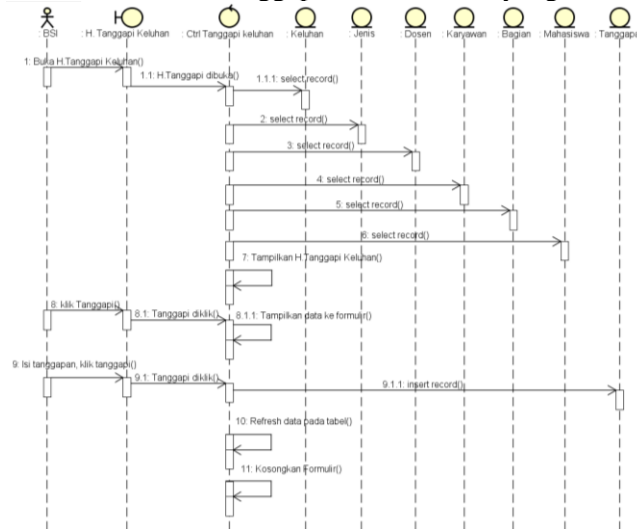 : BSI
: H. Tanggapi Keluhan
: Ctrl Tanggapi keluhan
: Keluhan
: Jenis
: Dosen
: Karyawan
: Bagian
: Mahasiswa
: Tanggapa
1: Buka H.Tanggapi Keluhan()
1.1: H.Tanggapi dibuka()
1.1.1: select record()
2: select record()
3: select record()
4: select record()
5: select record()
6: select record()
7: Tampilkan H.Tanggapi Keluhan()
8: klik Tanggapi()
8.1: Tanggapi diklik()
8.1.1: Tampilkan data ke formulir()
9: Isi tanggapan, klik tanggapi()
9.1: Tanggapi diklik()
9.1.1: insert record()
10: Refresh data pada tabel()
11: Kosongkan Formulir()